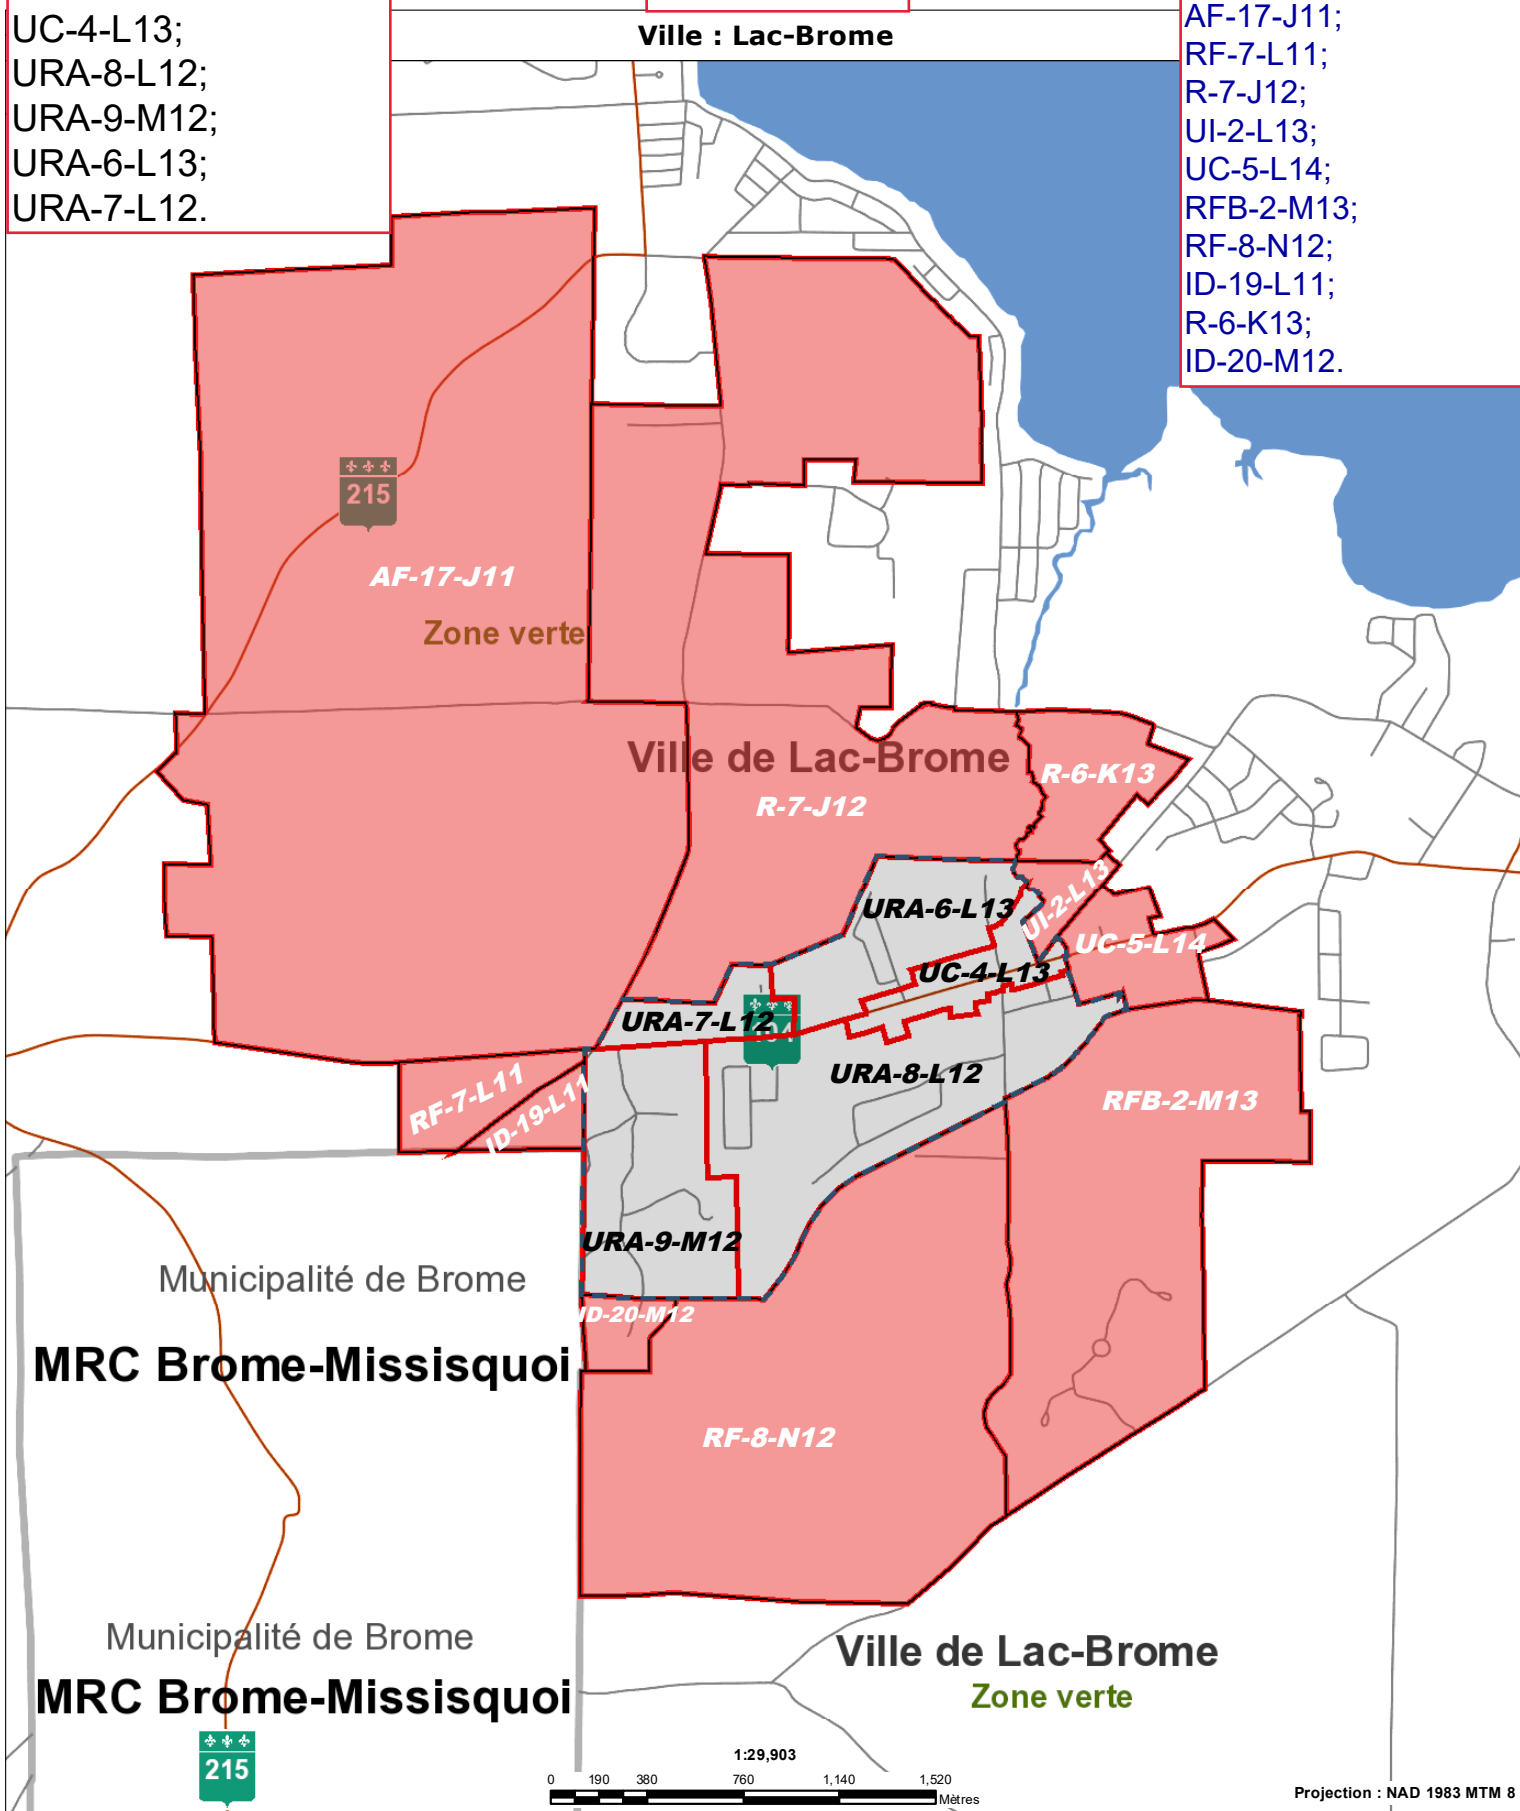 UC-4-L13;
URA-8-L12;
URA-9-M12;
URA-6-L13;
URA-7-L12.
Ville : Lac-Brome
AF-17-J11;
RF-7-L11;
R-7-J12;
UI-2-L13;
UC-5-L14;
RFB-2-M13;
RF-8-N12;
ID-19-L11;
R-6-K13;
ID-20-M12.
215
AF-17-J11
Zone verte
Ville de Lac-Brome
R-6-K13
R-7-J12
UI-2-L13
URA-6-L13
UC-5-L14
UC-4-L13
URA-7-L12
URA-8-L12
RF-7-L11
ID-19-L11
RFB-2-M13
URA-9-M12
Municipalité de Brome
ID-20-M12
MRC Brome-Missisquoi
RF-8-N12
Municipalité de Brome
Ville de Lac-Brome
MRC Brome-Missisquoi
Zone verte
215
1:29,903
0 190 380 760 1,140 1,520
Mètres
Projection : NAD 1983 MTM 8